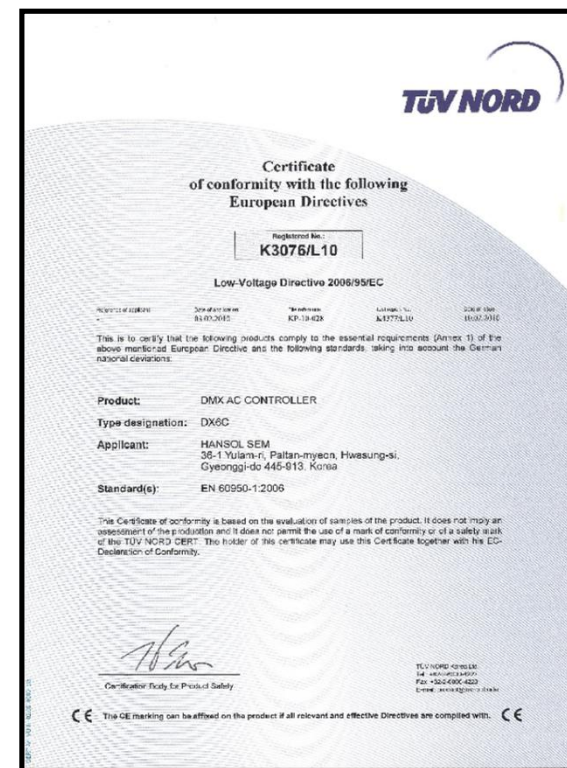 TÜV NORD
Certificate
of conformity with the following
European Directives
Registered No.:
K3076/L10
Low-Voltage Directive 2006/95/EC
KP-10-028 K4377/L10
This is to certify that the following products comply to the essential requirements (Annex 1) of the
above mentioned European Directive and the following standards, taking into account the German
national deviations:
Product: DMX AC CONTROLLER
Type designation: DX6C
Applicant: HANSOL SEM
36-1 Yulam-ri, Paltan-myeon, Hwasung-si,
Gyeonggi-do 445-913, Korea
Standard(s): EN 60950-1:2006
This Certificate of conformity is based on the evaluation of samples of the product. It does not imply an
assessment of the production and it does not permit the use of a mark of conformity or of a safety mark
of the TÜV NORD CERT. The holder of this certificate may use this Certificate together with his EC-
Declaration of Conformity.
Certification Body for Product Safety
TÜV NORD Korea Ltd.
CE The CE marking can be affixed on the product if all relevant and effective Directives are complied with. CE